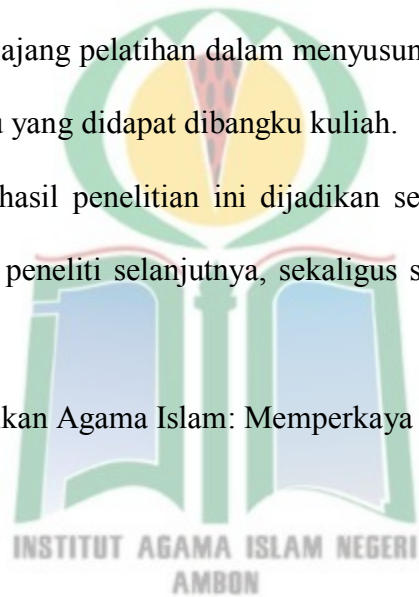 ajang pelatihan dalam menyusun
yang didapat dibangku kuliah.
hasil penelitian ini dijadikan se
peneliti selanjutnya, sekaligus s
kan Agama Islam: Memperkaya
INSTITUT AGAMA ISLAM NEGERI
AMBON